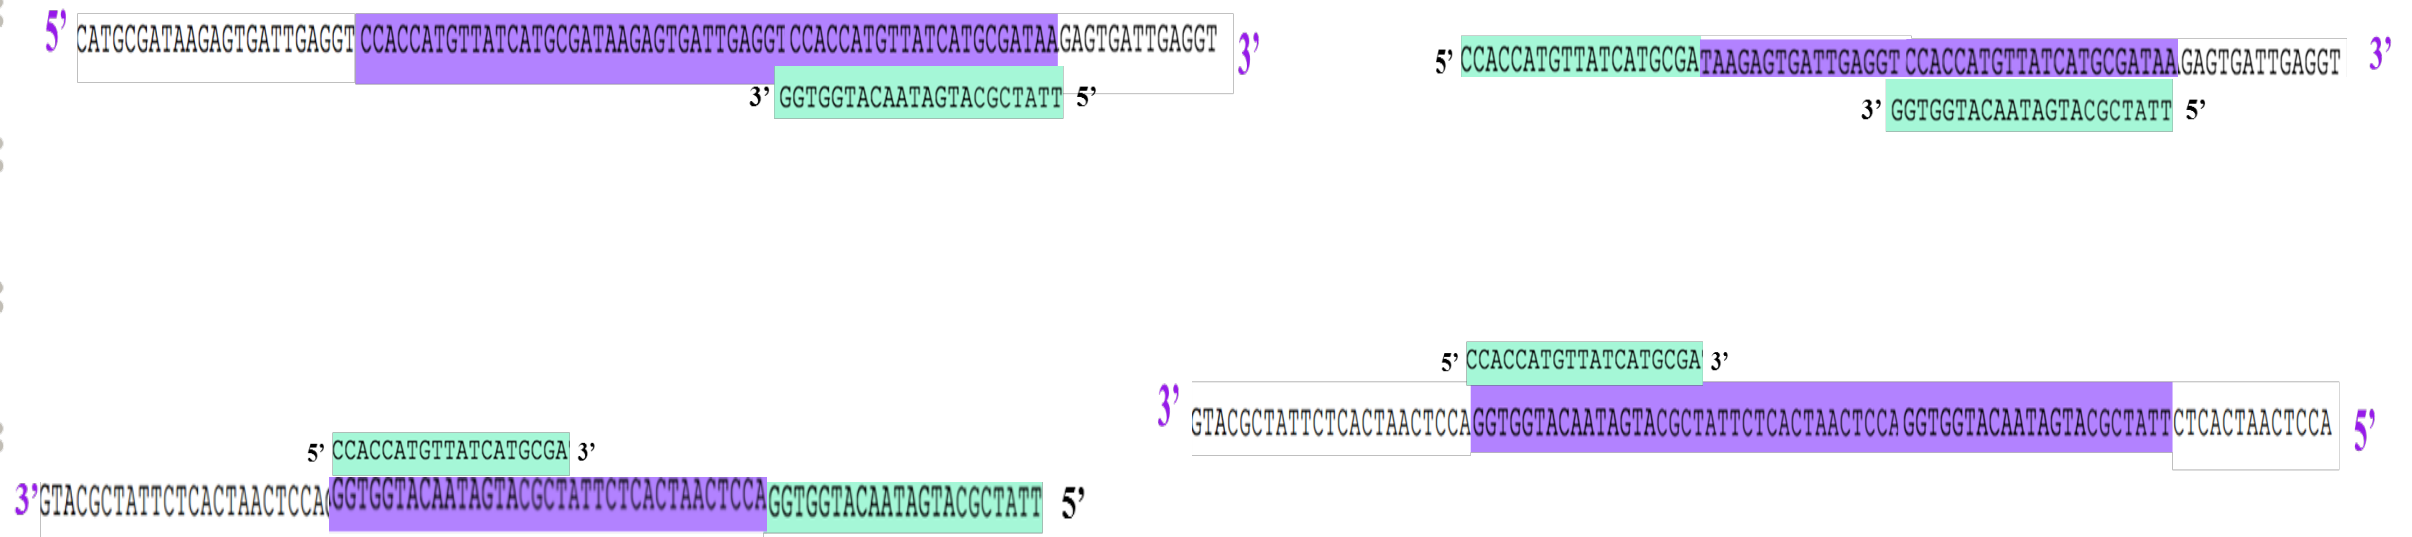 5’ CATGCGATAAGAGTGATTGAGGT CCACCATGTTATCATGCGATAAGAGTGATTGAGGT CCACCATGTTATCATGCGATAAGAGTGATTGAGGT 3’
3’ GGTGGTACAATAGTACGCTATT 5’
5’ CCACCATGTTATCATGCGATAAGAGTGATTGAGGT CCACCATGTTATCATGCGATAAGAGTGATTGAGGT 3’
3’ GGTGGTACAATAGTACGCTATT 5’
5’ CCACCATGTTATCATGCGA 3’
3’ GTACGCTATTCTCACTAACTCCA GGTGGTACAATAGTACGCTATTCTCACTAACTCCA GGTGGTACAATAGTACGCTATT 5’
5’ CCACCATGTTATCATGCGA 3’
3’ GTACGCTATTCTCACTAACTCCA GGTGGTACAATAGTACGCTATTCTCACTAACTCCA GGTGGTACAATAGTACGCTATTCTCACTAACTCCA 5’